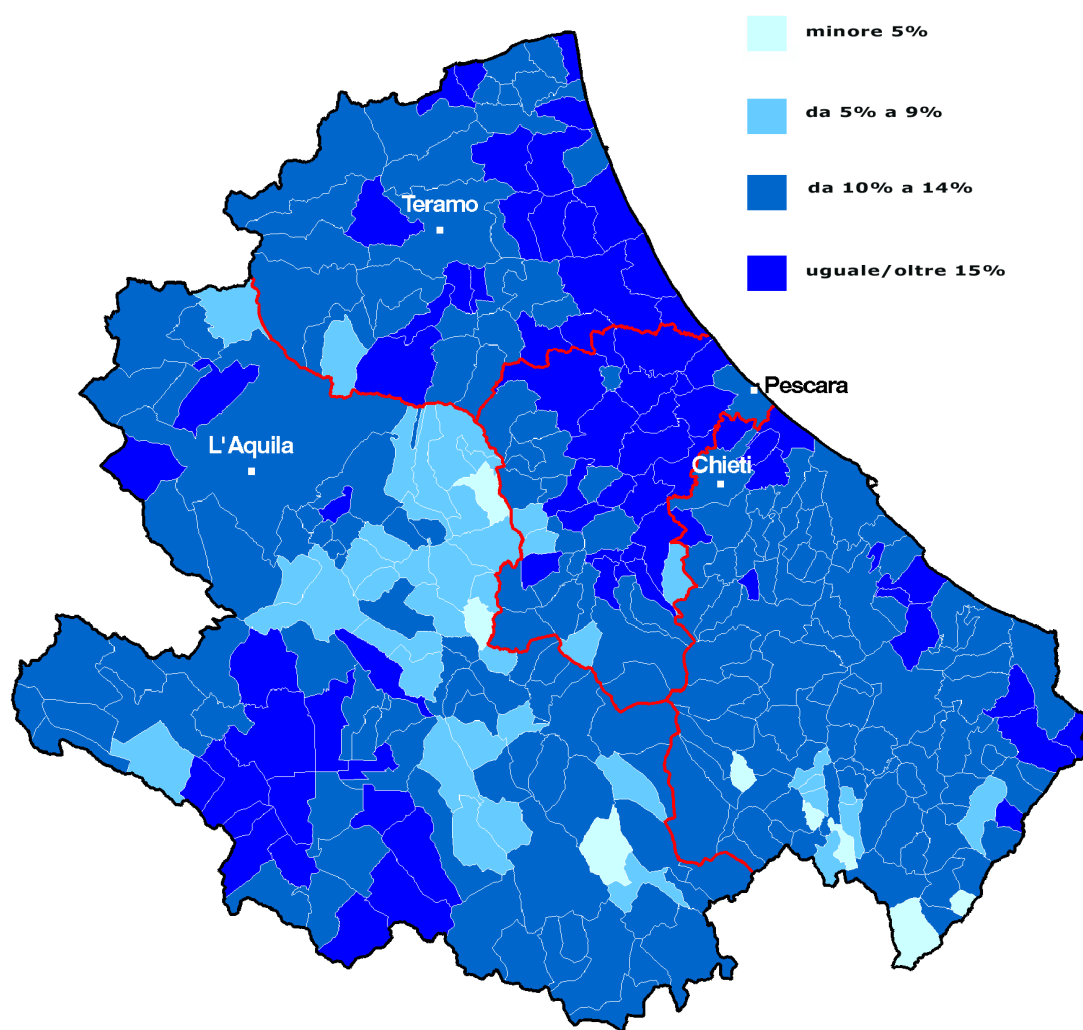 minore 5%
da 5% a 9%
da 10% a 14%
uguale/oltre 15%
Teramo
Pescara
L'Aquila
Chieti